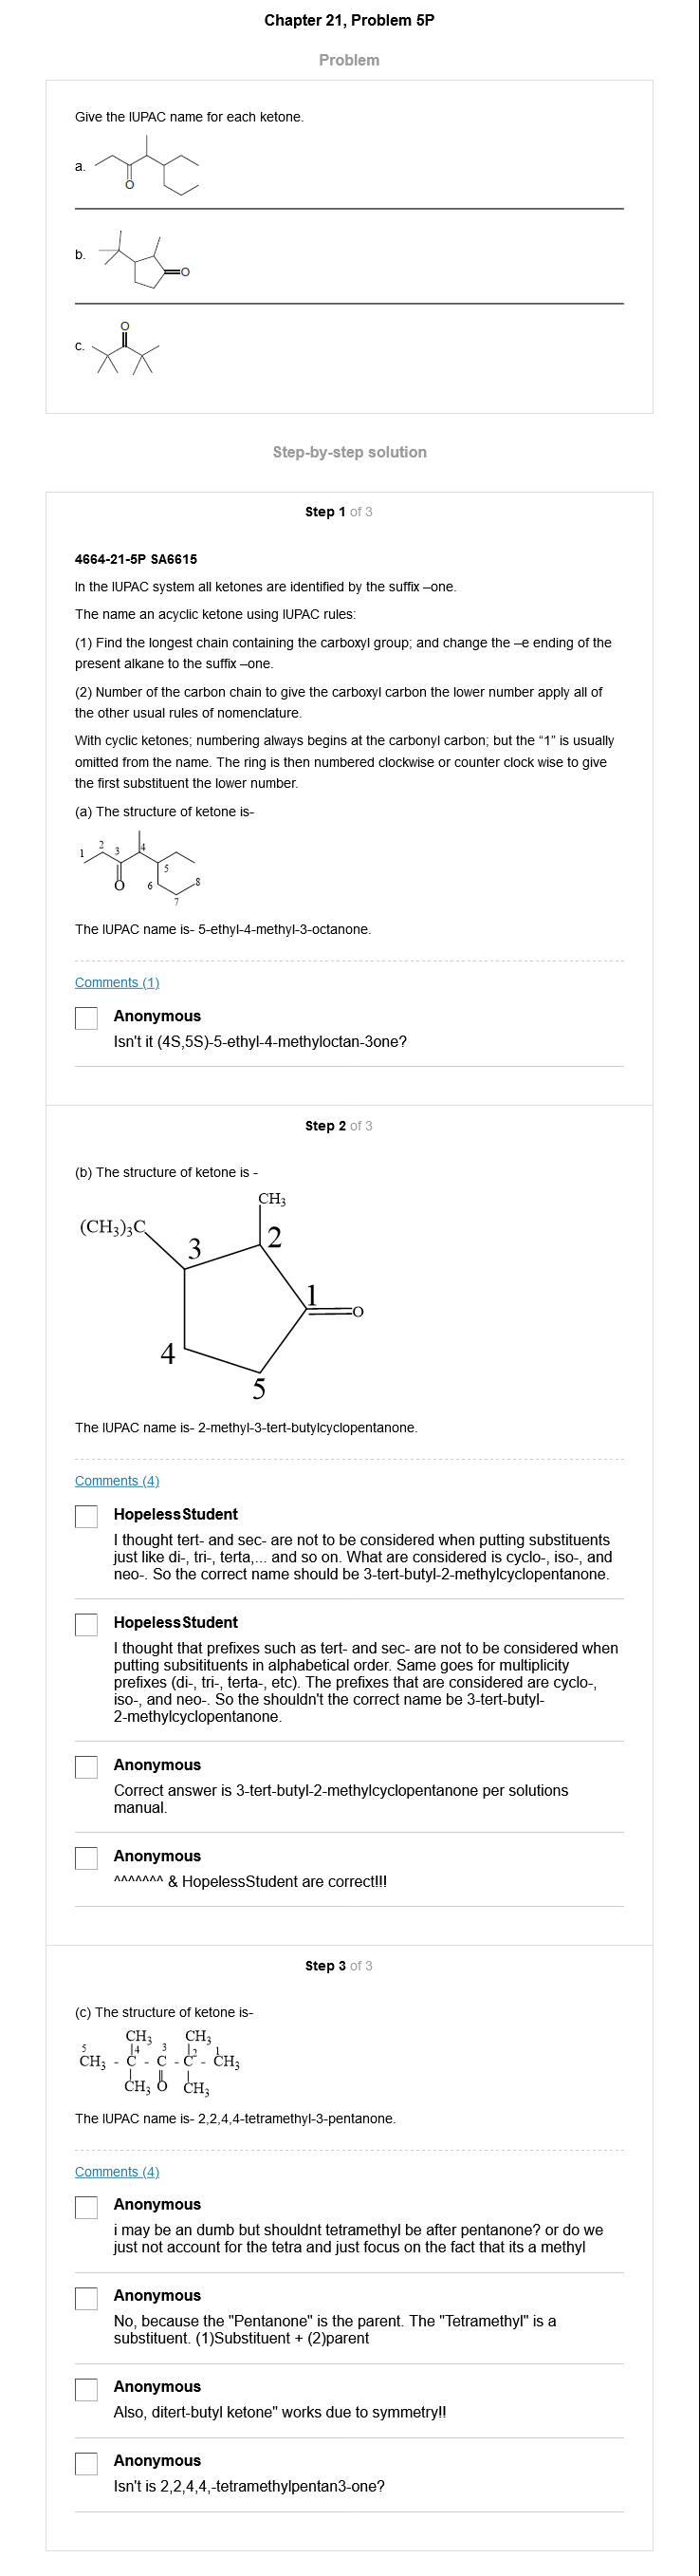 Chapter 21, Problem 5P
Problem
Give the IUPAC name for each ketone.
a.
O
b.
O
c.
O
Step-by-step solution
Step 1 of 3
4664-21-5P SA6615
In the IUPAC system all ketones are identified by the suffix –one.
The name an acyclic ketone using IUPAC rules:
(1) Find the longest chain containing the carboxyl group; and change the –e ending of the
present alkane to the suffix –one.
(2) Number of the carbon chain to give the carboxyl carbon the lower number apply all of
the other usual rules of nomenclature.
With cyclic ketones; numbering always begins at the carbonyl carbon; but the “1” is usually
omitted from the name. The ring is then numbered clockwise or counter clock wise to give
the first substituent the lower number.
(a) The structure of ketone is-
1 2 3 4
5
O 6 8
7
The IUPAC name is- 5-ethyl-4-methyl-3-octanone.
Comments (1)
Anonymous
Isn't it (4S,5S)-5-ethyl-4-methyloctan-3one?
Step 2 of 3
(b) The structure of ketone is -
CH3
(CH3)3C
3 2
1
O
4
5
The IUPAC name is- 2-methyl-3-tert-butylcyclopentanone.
Comments (4)
HopelessStudent
I thought tert- and sec- are not to be considered when putting substituents
just like di-, tri-, terta,... and so on. What are considered is cyclo-, iso-, and
neo-. So the correct name should be 3-tert-butyl-2-methylcyclopentanone.
HopelessStudent
I thought that prefixes such as tert- and sec- are not to be considered when
putting subsitituents in alphabetical order. Same goes for multiplicity
prefixes (di-, tri-, terta-, etc). The prefixes that are considered are cyclo-,
iso-, and neo-. So the shouldn't the correct name be 3-tert-butyl-
2-methylcyclopentanone.
Anonymous
Correct answer is 3-tert-butyl-2-methylcyclopentanone per solutions
manual.
Anonymous
^^^^^^^ & HopelessStudent are correct!!!
Step 3 of 3
(c) The structure of ketone is-
CH3 CH3
5 4 3 2 1
CH3 - C - C - C - CH3
CH3 O CH3
The IUPAC name is- 2,2,4,4-tetramethyl-3-pentanone.
Comments (4)
Anonymous
i may be an dumb but shouldnt tetramethyl be after pentanone? or do we
just not account for the tetra and just focus on the fact that its a methyl
Anonymous
No, because the "Pentanone" is the parent. The "Tetramethyl" is a
substituent. (1)Substituent + (2)parent
Anonymous
Also, ditert-butyl ketone" works due to symmetry!!
Anonymous
Isn't is 2,2,4,4,-tetramethylpentan3-one?